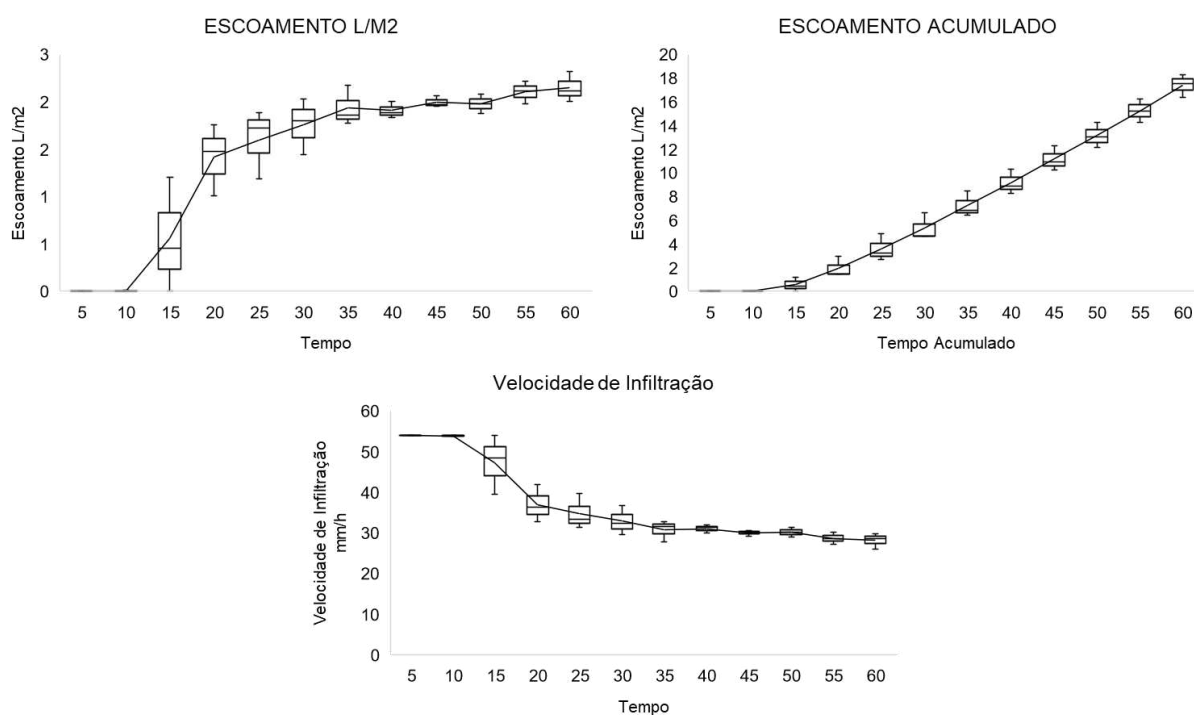 ESCOAMENTO L/M2
3
2
2
1
1
0
Escoamento L/m2
5 10 15 20 25 30 35 40 45 50 55 60
Tempo
ESCOAMENTO ACUMULADO
20
18
16
14
12
10
8
6
4
2
0
Escoamento L/m2
5 10 15 20 25 30 35 40 45 50 55 60
Tempo Acumulado
Velocidade de Infiltração
60
50
40
30
20
10
0
Velocidade de Infiltração
mm/h
5 10 15 20 25 30 35 40 45 50 55 60
Tempo